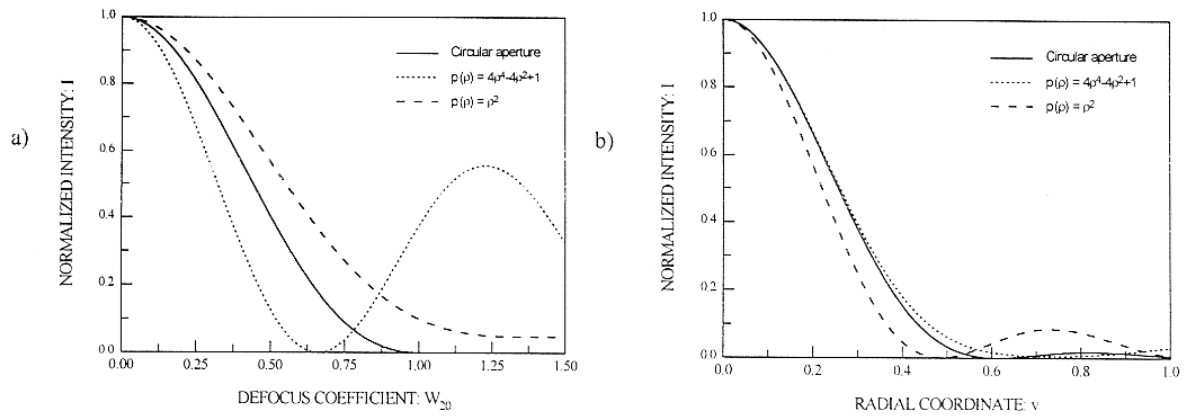 a)
NORMALIZED INTENSITY: I
1.0
0.8
0.6
0.4
0.2
0.0
Circular aperture
p(ρ) = 4ρ⁴-4ρ²+1
p(ρ) = ρ²
0.00 0.25 0.50 0.75 1.00 1.25 1.50
DEFOCUS COEFFICIENT: W₂₀
b)
NORMALIZED INTENSITY: I
1.0
0.8
0.6
0.4
0.2
0.0
Circular aperture
p(ρ) = 4ρ⁴-4ρ²+1
p(ρ) = ρ²
0.0 0.2 0.4 0.6 0.8 1.0
RADIAL COORDINATE: v